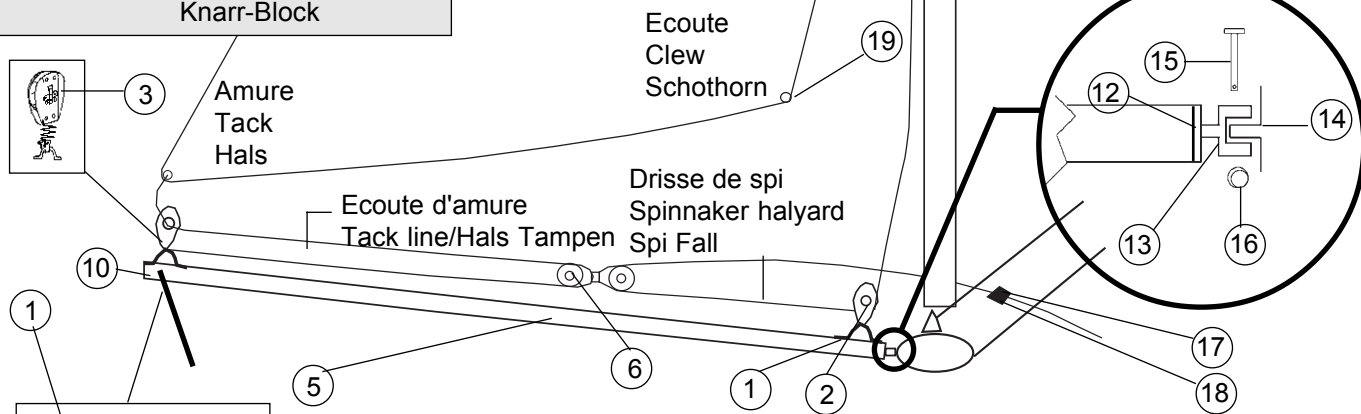 Knarr-Block
Ecoute
Clew
Schothorn
19
15
3
Amure
Tack
Hals
12
14
Drisse de spi
Spinnaker halyard
Spi Fall
Ecoute d'amure
Tack line/Hals Tampen
13
16
10
1
17
5
6
1
2
18